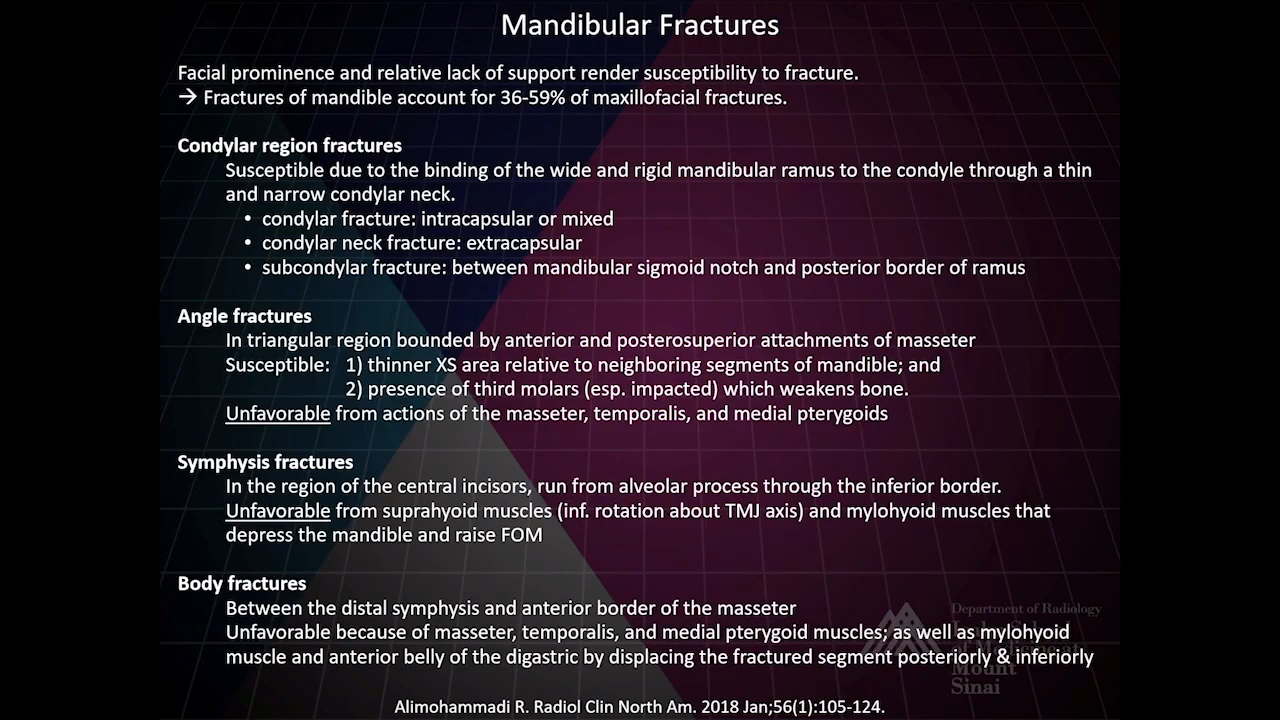 Mandibular Fractures
Facial prominence and relative lack of support render susceptibility to fracture.
→ Fractures of mandible account for 36-59% of maxillofacial fractures.
Condylar region fractures
Susceptible due to the binding of the wide and rigid mandibular ramus to the condyle through a thin
and narrow condylar neck.
• condylar fracture: intracapsular or mixed
• condylar neck fracture: extracapsular
• subcondylar fracture: between mandibular sigmoid notch and posterior border of ramus
Angle fractures
In triangular region bounded by anterior and posterosuperior attachments of masseter
Susceptible: 1) thinner XS area relative to neighboring segments of mandible; and
2) presence of third molars (esp. impacted) which weakens bone.
Unfavorable from actions of the masseter, temporalis, and medial pterygoids
Symphysis fractures
In the region of the central incisors, run from alveolar process through the inferior border.
Unfavorable from suprahyoid muscles (inf. rotation about TMJ axis) and mylohyoid muscles that
depress the mandible and raise FOM
Body fractures
Between the distal symphysis and anterior border of the masseter
Unfavorable because of masseter, temporalis, and medial pterygoid muscles; as well as mylohyoid
muscle and anterior belly of the digastric by displacing the fractured segment posteriorly & inferiorly
Department of Radiology
of Medicine at
Mount
Sinai
Alimohammadi R. Radiol Clin North Am. 2018 Jan;56(1):105-124.